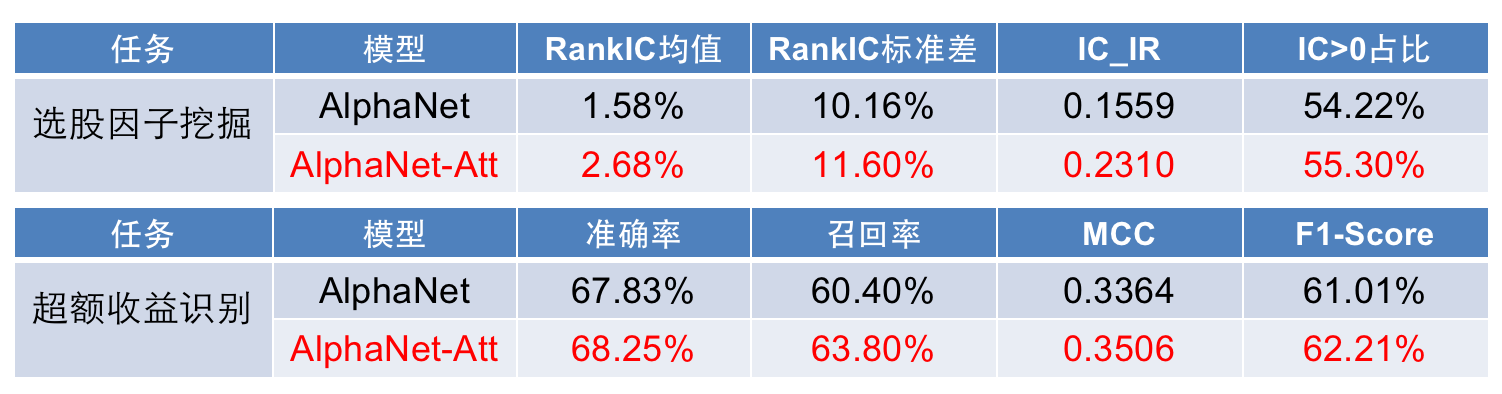 任务 模型 RankIC均值 RankIC标准差 IC_IR IC>0占比
选股因子挖掘 AlphaNet 1.58% 10.16% 0.1559 54.22%
AlphaNet-Att 2.68% 11.60% 0.2310 55.30%
任务 模型 准确率 召回率 MCC F1-Score
超额收益识别 AlphaNet 67.83% 60.40% 0.3364 61.01%
AlphaNet-Att 68.25% 63.80% 0.3506 62.21%